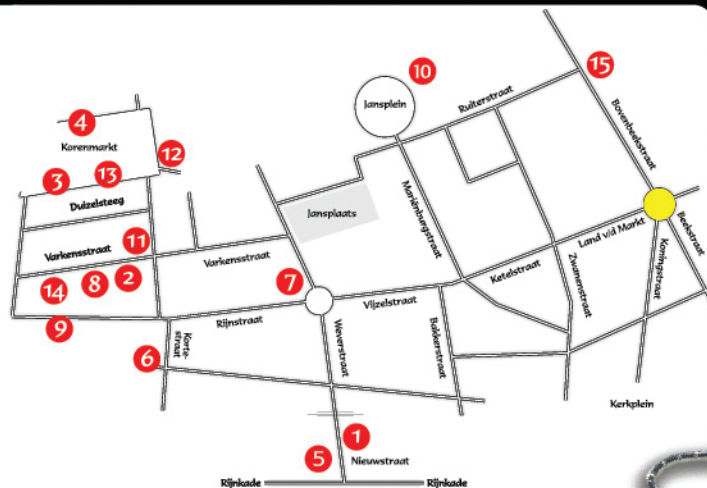 15
10
Jansplein
Ruiterstraat
4
Korenmarkt
Bovenbeekstraat
12
13
3
Duizelsteeg
Jansplaats
Mariënburgstraat
11
Varkensstraat
Varkensstraat
Land v/d Markt
Beekstraat
Koningstraat
Ketelstraat
Zwanenstraat
14
8
2
7
Vijzelstraat
9
Rijnstraat
Korte-
straat
Weverstraat
Bakkerstraat
6
Kerkplein
1
5
Nieuwstraat
Rijnkade
Rijnkade